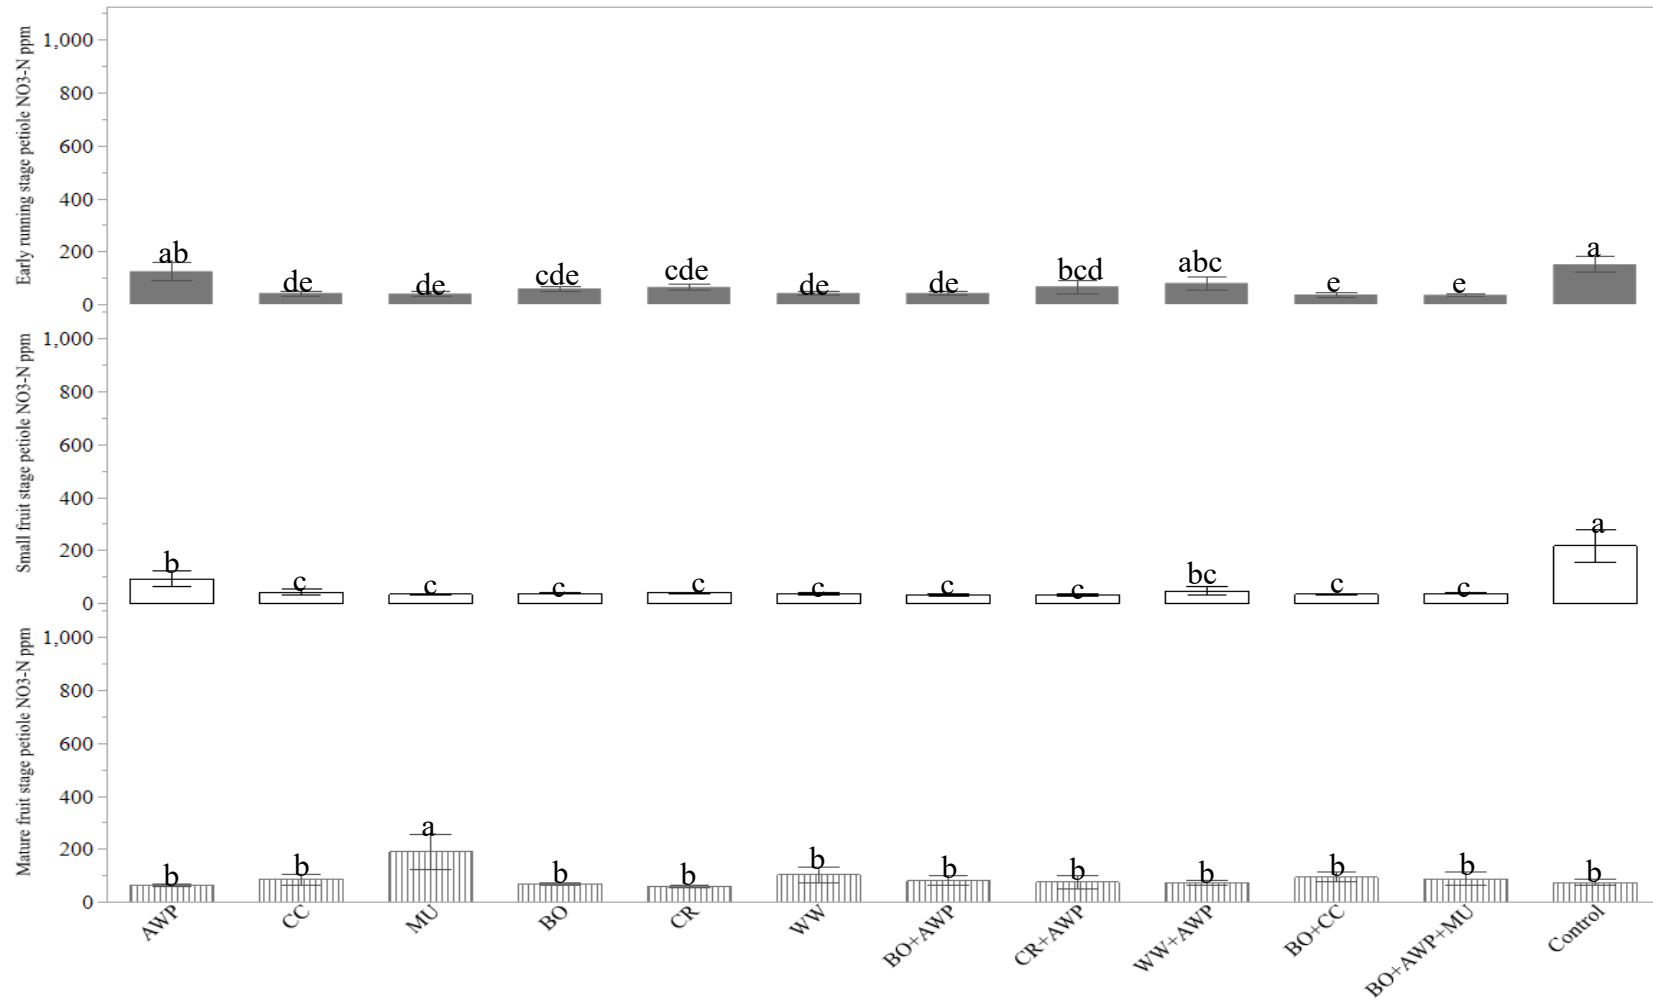 Early running stage petiole NO3-N ppm
1,000
800
600
400
200
0
ab de de cde cde de de bcd abc e e a
Small fruit stage petiole NO3-N ppm
1,000
800
600
400
200
0
b c c c c c c c bc c c a
Mature fruit stage petiole NO3-N ppm
1,000
800
600
400
200
0
b b a b b b b b b b b b
AWP CC MU BO CR WW BO+AWP CR+AWP WW+AWP BO+CC BO+AWP+MU Control